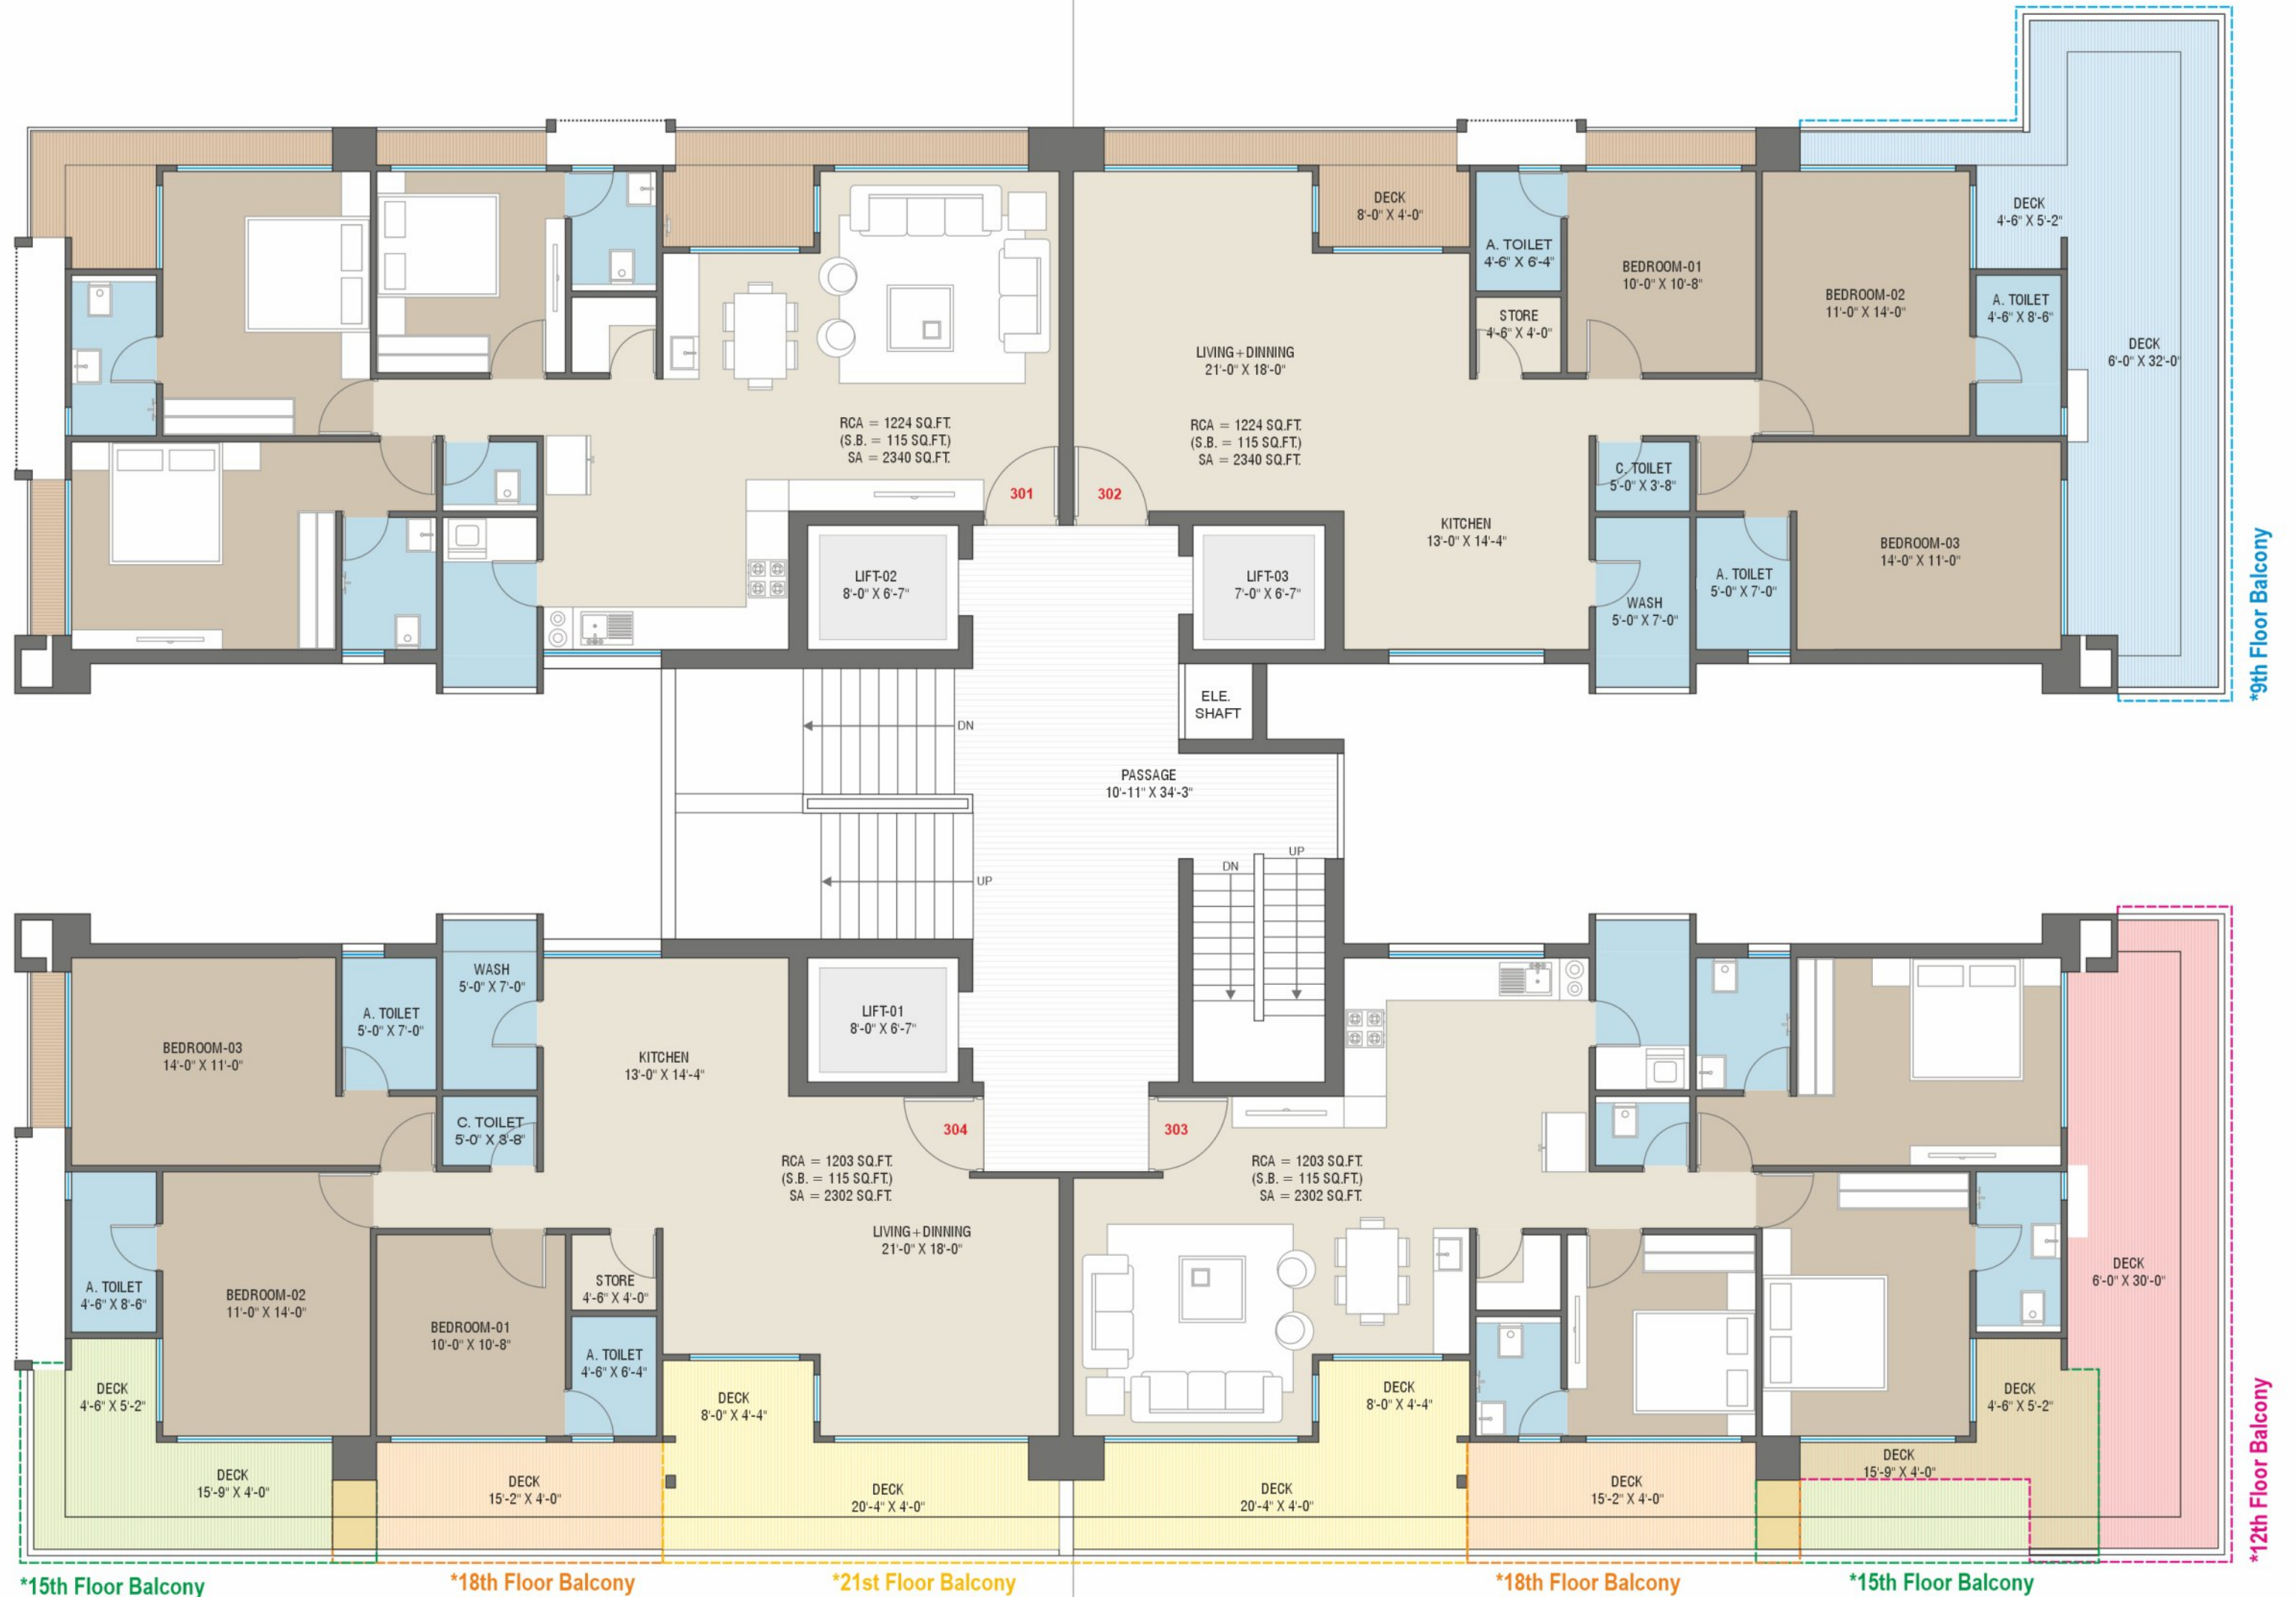 DECK
8'-0" X 4'-0"
A. TOILET
4'-6" X 6'-4"
BEDROOM-01
10'-0" X 10'-8"
BEDROOM-02
11'-0" X 14'-0"
DECK
4'-6" X 5'-2"
A. TOILET
4'-6" X 8'-6"
DECK
6'-0" X 32'-0"
STORE
4'-6" X 4'-0"
LIVING+DINNING
21'-0" X 18'-0"
RCA = 1224 SQ.FT.
(S.B. = 115 SQ.FT.)
SA = 2340 SQ.FT.
RCA = 1224 SQ.FT.
(S.B. = 115 SQ.FT.)
SA = 2340 SQ.FT.
301
302
C. TOILET
5'-0" X 3'-8"
KITCHEN
13'-0" X 14'-4"
BEDROOM-03
14'-0" X 11'-0"
LIFT-02
8'-0" X 6'-7"
LIFT-03
7'-0" X 6'-7"
A. TOILET
5'-0" X 7'-0"
WASH
5'-0" X 7'-0"
*9th Floor Balcony
ELE.
SHAFT
DN
PASSAGE
10'-11" X 34'-3"
UP
DN
UP
WASH
5'-0" X 7'-0"
A. TOILET
5'-0" X 7'-0"
LIFT-01
8'-0" X 6'-7"
BEDROOM-03
14'-0" X 11'-0"
KITCHEN
13'-0" X 14'-4"
C. TOILET
5'-0" X 3'-8"
304
303
RCA = 1203 SQ.FT.
(S.B. = 115 SQ.FT.)
SA = 2302 SQ.FT.
RCA = 1203 SQ.FT.
(S.B. = 115 SQ.FT.)
SA = 2302 SQ.FT.
LIVING+DINNING
21'-0" X 18'-0"
A. TOILET
4'-6" X 8'-6"
BEDROOM-02
11'-0" X 14'-0"
STORE
4'-6" X 4'-0"
BEDROOM-01
10'-0" X 10'-8"
A. TOILET
4'-6" X 6'-4"
DECK
6'-0" X 30'-0"
DECK
4'-6" X 5'-2"
DECK
8'-0" X 4'-4"
DECK
8'-0" X 4'-4"
DECK
4'-6" X 5'-2"
DECK
15'-9" X 4'-0"
DECK
15'-2" X 4'-0"
DECK
20'-4" X 4'-0"
DECK
20'-4" X 4'-0"
DECK
15'-2" X 4'-0"
DECK
15'-9" X 4'-0"
*12th Floor Balcony
*15th Floor Balcony
*18th Floor Balcony
*21st Floor Balcony
*18th Floor Balcony
*15th Floor Balcony